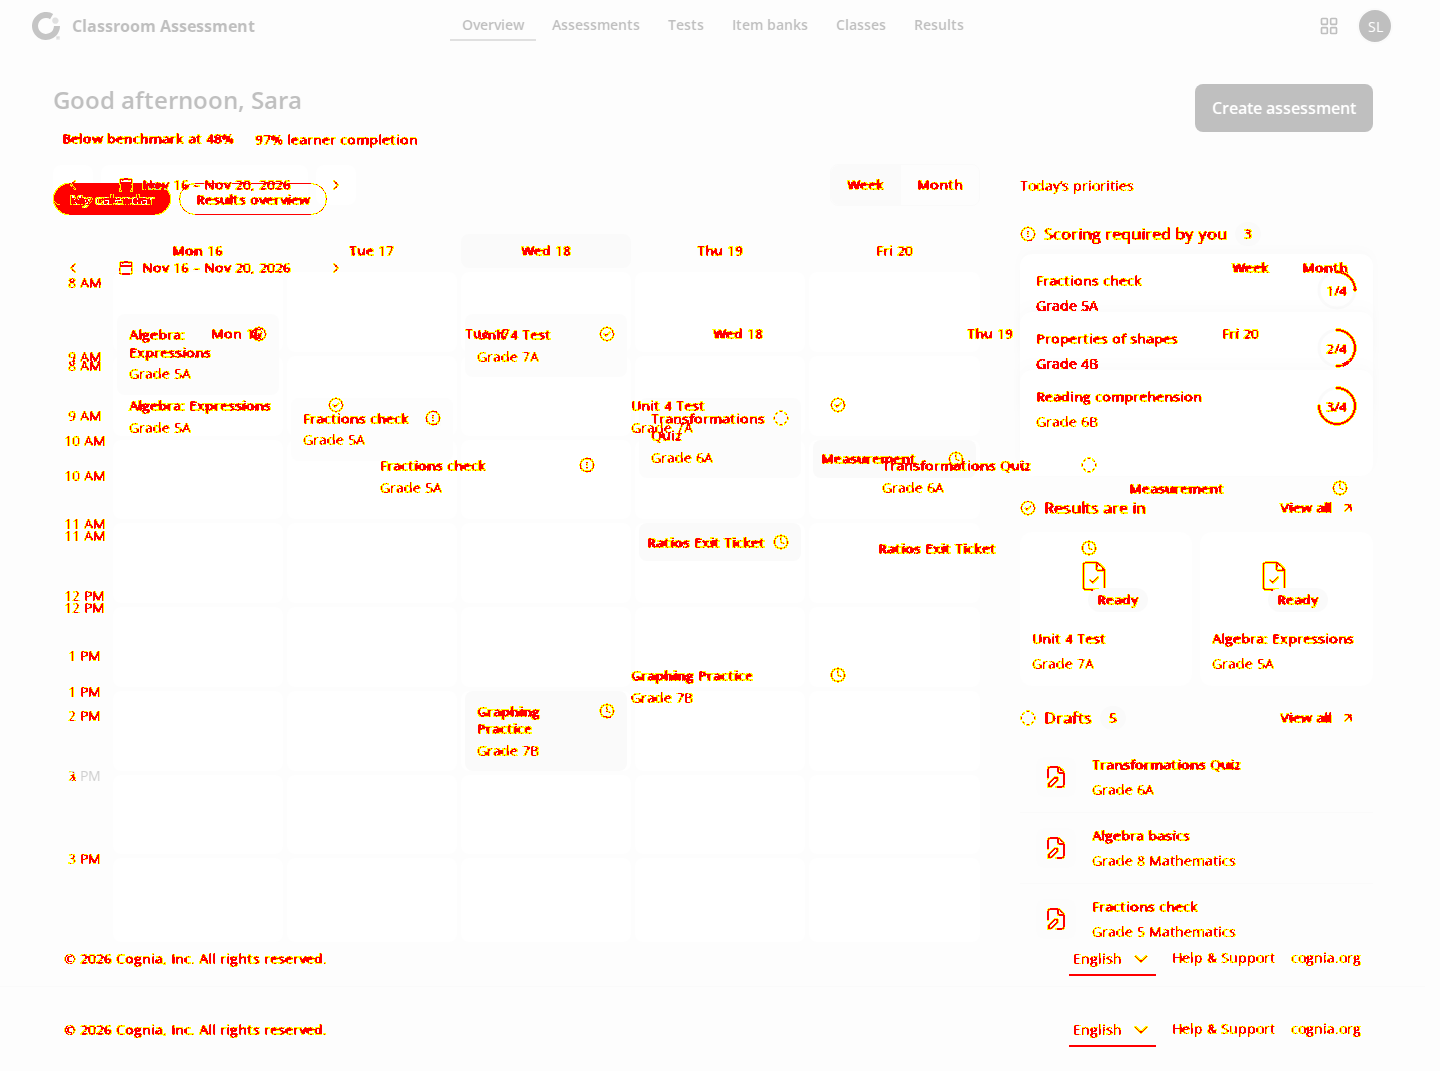 Classroom Assessment
Overview
Assessments
Tests
Item banks
Classes
Results
SL
Good afternoon, Sara
Create assessment
Below benchmark at 48%
97% learner completion
Nov 16 - Nov 20, 2026
My calendar
Results overview
Week
Month
Today's priorities
Mon 16
Tue 17
Wed 18
Thu 19
Fri 20
Scoring required by you 3
Nov 16 - Nov 20, 2026
Week
Month
8 AM
Fractions check
1/4
Grade 5A
Algebra:
Expressions
Grade 5A
Mon 16
Tue 17
Unit 4 Test
Grade 7A
Wed 18
Thu 19
Fri 20
Properties of shapes
2/4
Grade 4B
9 AM
8 AM
Reading comprehension
3/4
Grade 6B
Algebra: Expressions
Grade 5A
9 AM
Fractions check
Grade 5A
Unit 4 Test
Grade 7A
Transformations
Quiz
Grade 6A
10 AM
Measurement
Fractions check
Grade 5A
Transformations Quiz
Grade 6A
10 AM
Measurement
Results are in
View all
11 AM
11 AM
Ratios Exit Ticket
Ratios Exit Ticket
Ready
Ready
12 PM
12 PM
Unit 4 Test
Grade 7A
Algebra: Expressions
Grade 5A
1 PM
Graphing Practice
Grade 7B
1 PM
Graphing
Practice
Grade 7B
2 PM
Drafts 5
View all
Transformations Quiz
Grade 6A
PM
Algebra basics
Grade 8 Mathematics
3 PM
Fractions check
Grade 5 Mathematics
© 2026 Cognia, Inc. All rights reserved.
English
Help & Support
cognia.org
© 2026 Cognia, Inc. All rights reserved.
English
Help & Support
cognia.org